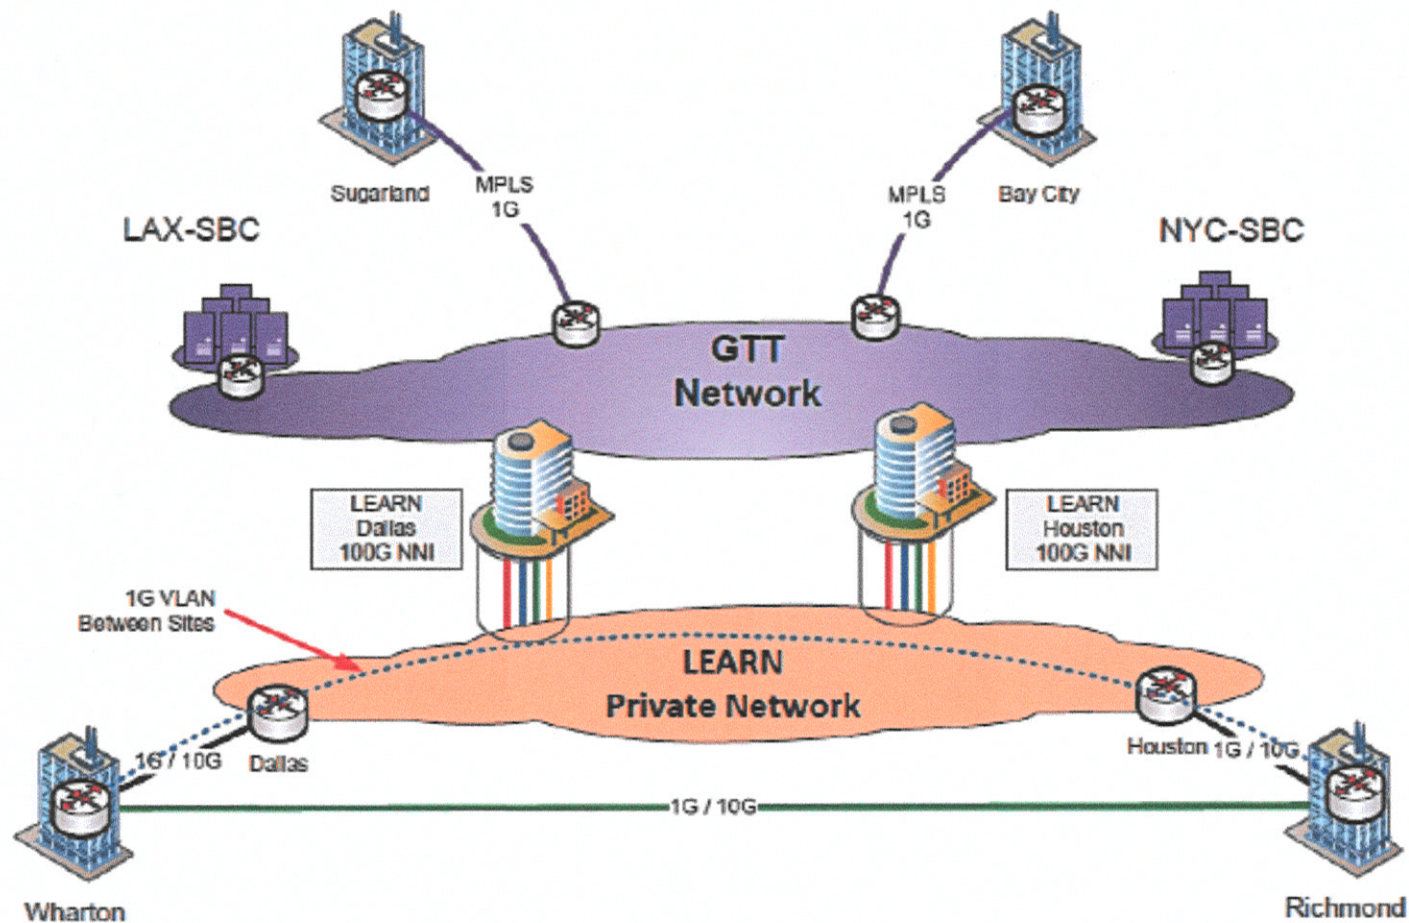 Sugarland
Bay City
MPLS
1G
MPLS
1G
LAX-SBC
NYC-SBC
GTT
Network
LEARN
Dallas
100G NNI
LEARN
Houston
100G NNI
1G VLAN
Between Sites
LEARN
Private Network
1G / 10G
Dallas
Houston
1G / 10G
1G / 10G
Wharton
Richmond